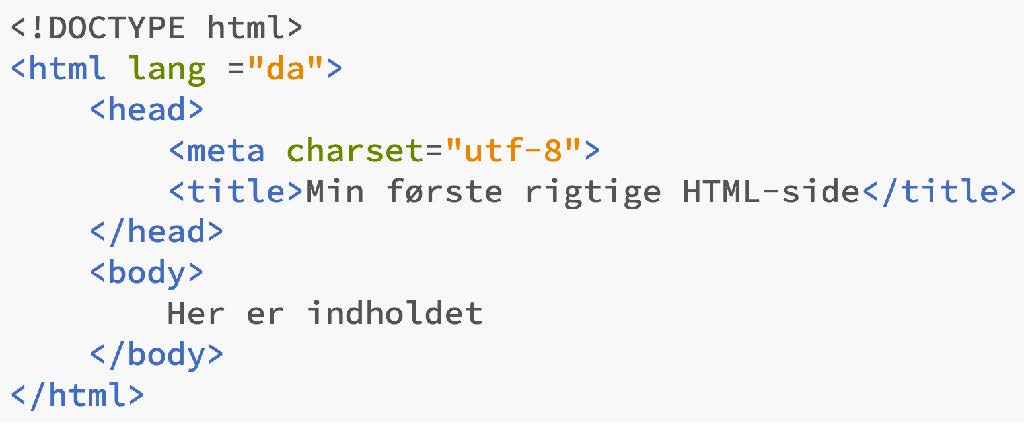 <!DOCTYPE html>
<html lang ="da">
    <head>
        <meta charset="utf-8">
        <title>Min første rigtige HTML-side</title>
    </head>
    <body>
        Her er indholdet
    </body>
</html>